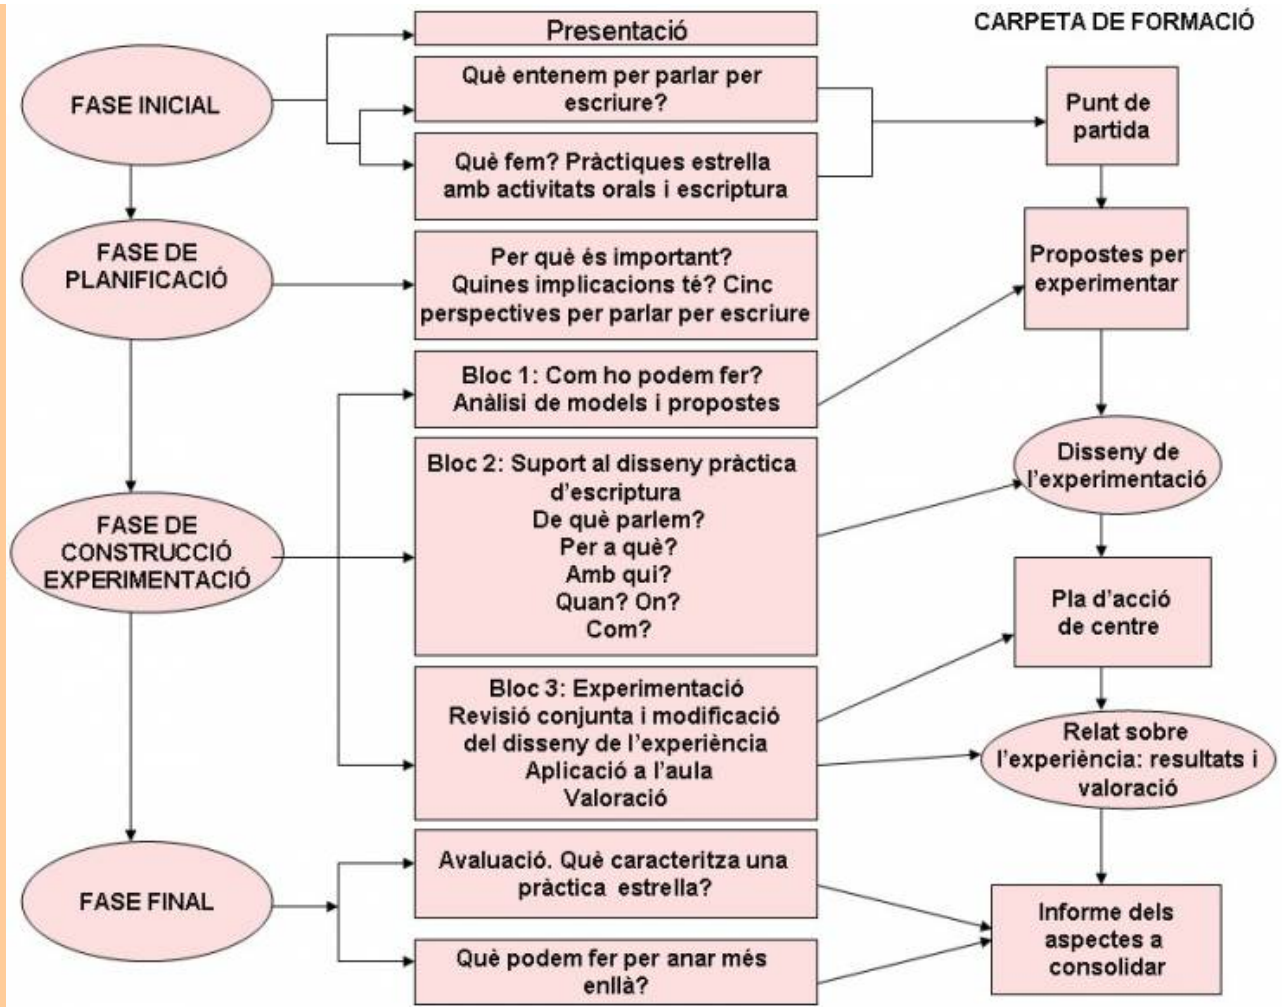 CARPETA DE FORMACIÓ
FASE INICIAL
Presentació
Què entenem per parlar per
escriure?
Què fem? Pràctiques estrella
amb activitats orals i escriptura
Punt de
partida
FASE DE
PLANIFICACIÓ
Per què és important?
Quines implicacions té? Cinc
perspectives per parlar per escriure
Propostes per
experimentar
FASE DE
CONSTRUCCIÓ
EXPERIMENTACIÓ
Bloc 1: Com ho podem fer?
Anàlisi de models i propostes
Bloc 2: Suport al disseny pràctica
d’escriptura
De què parlem?
Per a què?
Amb qui?
Quan? On?
Com?
Bloc 3: Experimentació
Revisió conjunta i modificació
del disseny de l’experiència
Aplicació a l’aula
Valoració
Disseny de
l’experimentació
Pla d’acció
de centre
Relat sobre
l’experiència: resultats i
valoració
FASE FINAL
Avaluació. Què caracteritza una
pràctica estrella?
Què podem fer per anar més
enllà?
Informe dels
aspectes a
consolidar